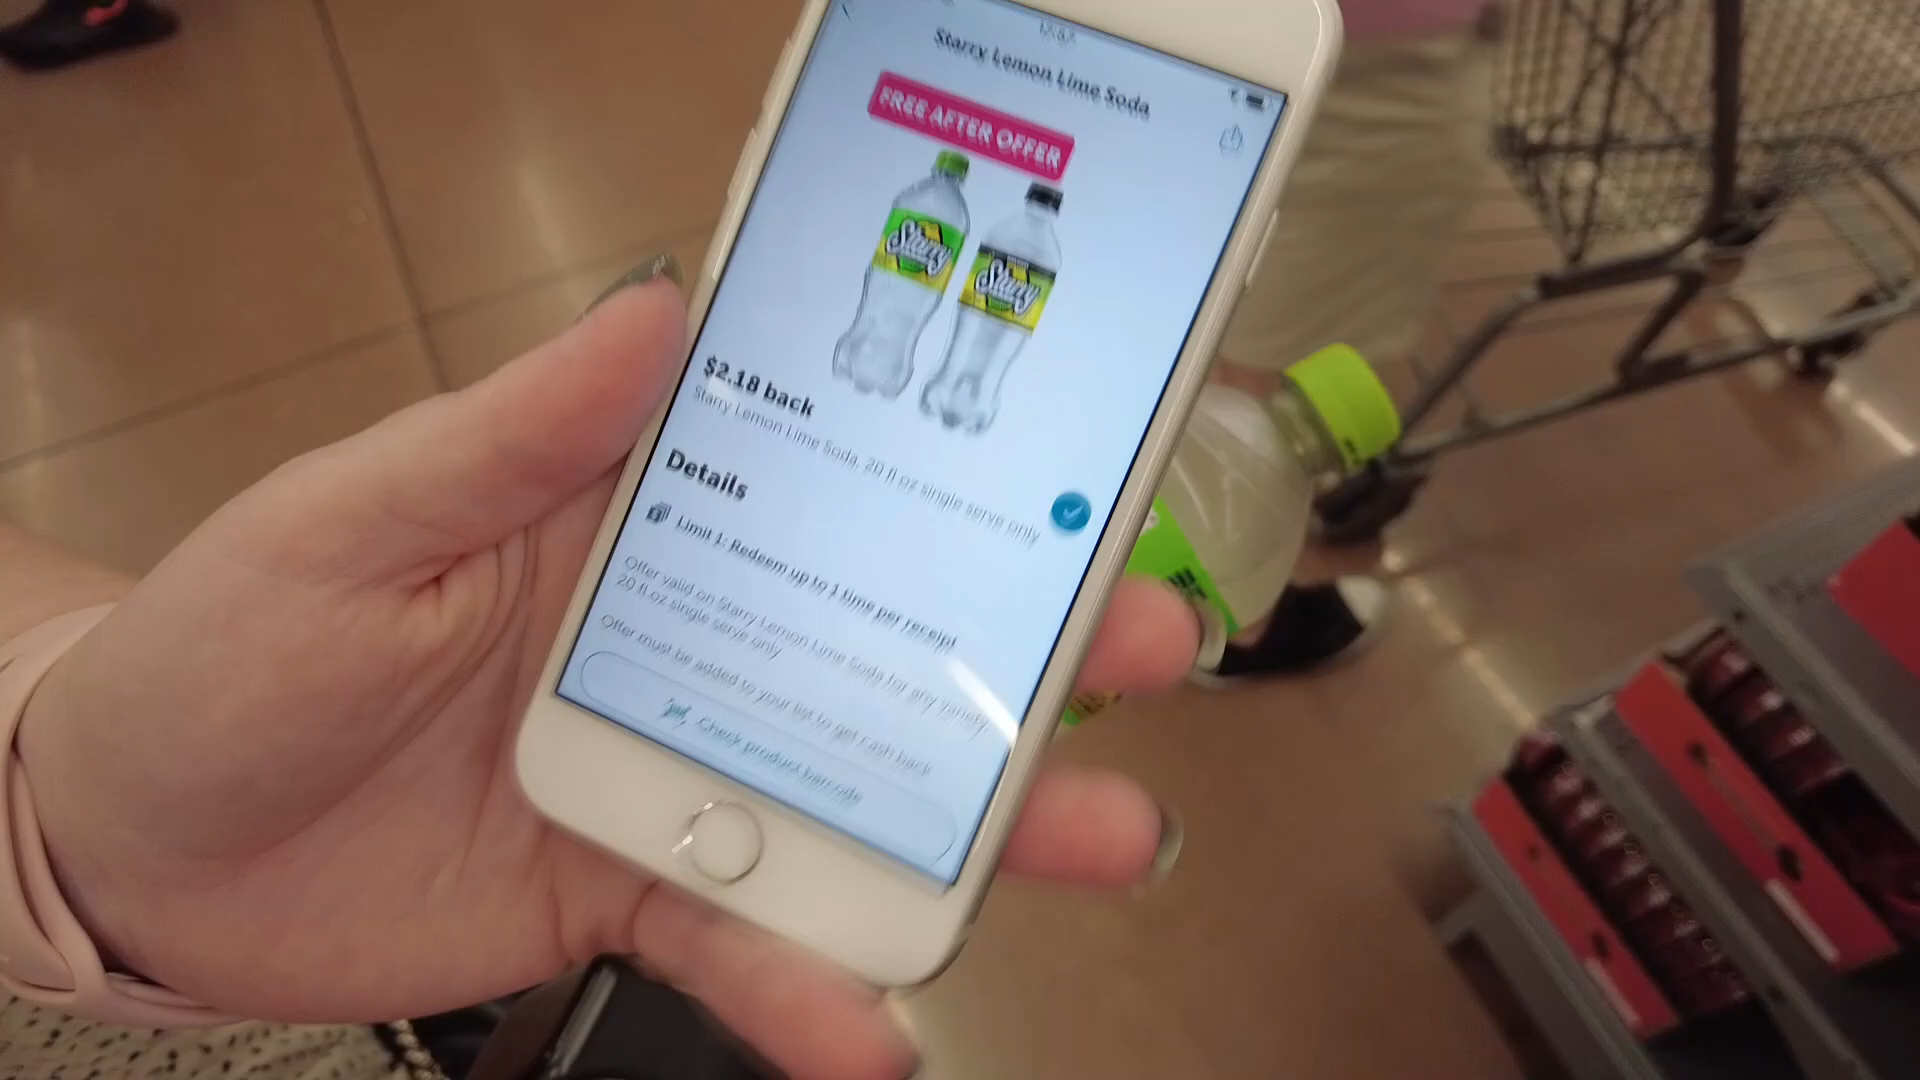 12:57
Starry Lemon Lime Soda
FREE AFTER OFFER
Starry
Starry
$2.18 back
Starry Lemon Lime Soda, 20 fl oz single serve only
Details
Limit 1: Redeem up to 1 time per receipt
Offer valid on Starry Lemon Lime Soda for any variety,
20 fl oz single serve only
Offer must be added to your list to get cash back
Check product barcode